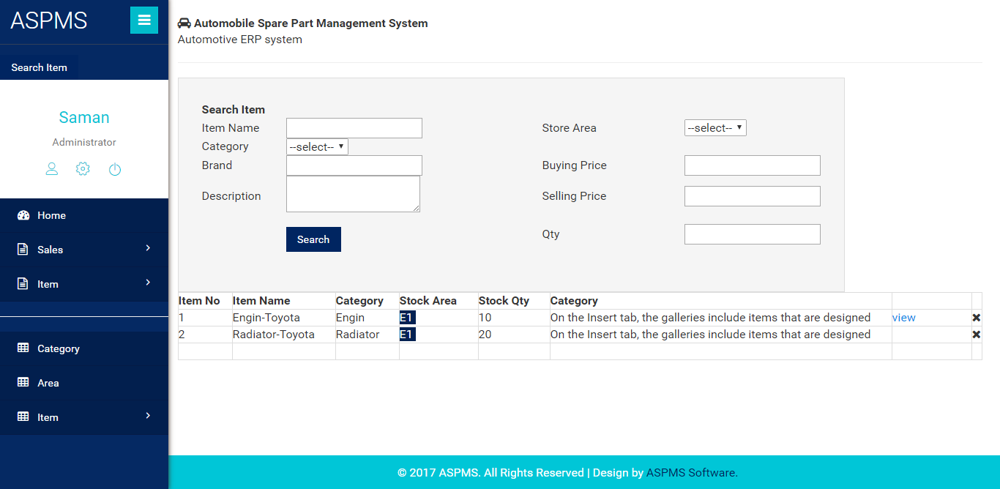 ASPMS
Search Item
Saman
Administrator
Home
Sales
Item
Category
Area
Item
Automobile Spare Part Management System
Automotive ERP system
Search Item
Item Name
Store Area --select--
Category --select--
Brand
Buying Price
Description
Selling Price
Search
Qty
Item No Item Name Category Stock Area Stock Qty Category
1 Engin-Toyota Engin E1 10 On the Insert tab, the galleries include items that are designed view
2 Radiator-Toyota Radiator E1 20 On the Insert tab, the galleries include items that are designed
© 2017 ASPMS. All Rights Reserved | Design by ASPMS Software.